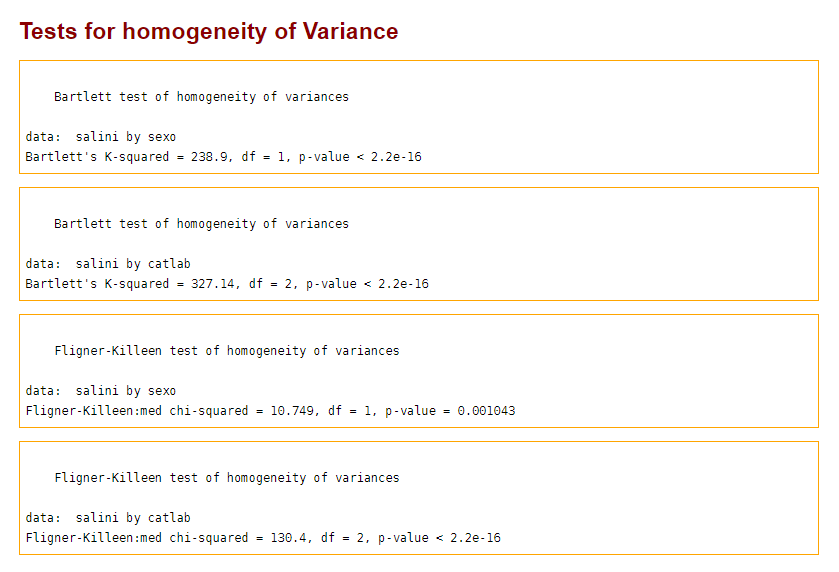 Tests for homogeneity of Variance
Bartlett test of homogeneity of variances
data:  salini by sexo
Bartlett's K-squared = 238.9, df = 1, p-value < 2.2e-16
Bartlett test of homogeneity of variances
data:  salini by catlab
Bartlett's K-squared = 327.14, df = 2, p-value < 2.2e-16
Fligner-Killeen test of homogeneity of variances
data:  salini by sexo
Fligner-Killeen:med chi-squared = 10.749, df = 1, p-value = 0.001043
Fligner-Killeen test of homogeneity of variances
data:  salini by catlab
Fligner-Killeen:med chi-squared = 130.4, df = 2, p-value < 2.2e-16